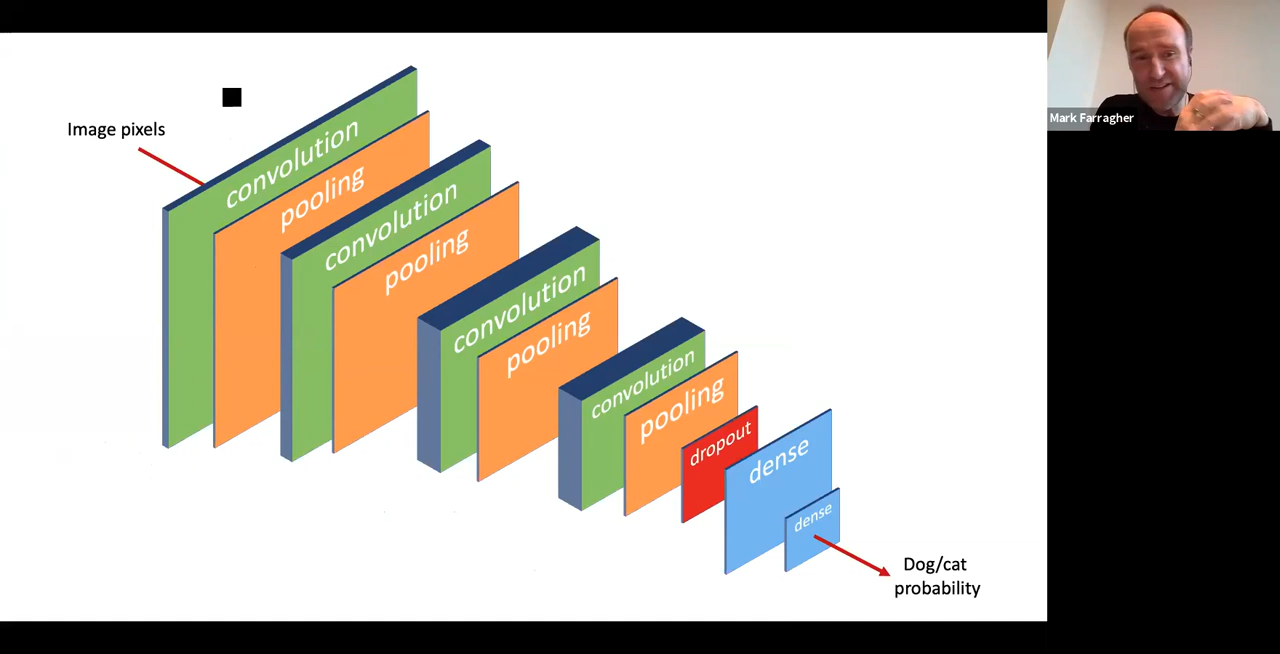 Image pixels
convolution
pooling
convolution
pooling
convolution
pooling
convolution
pooling
dropout
dense
dense
Dog/cat
probability
Mark Farragher